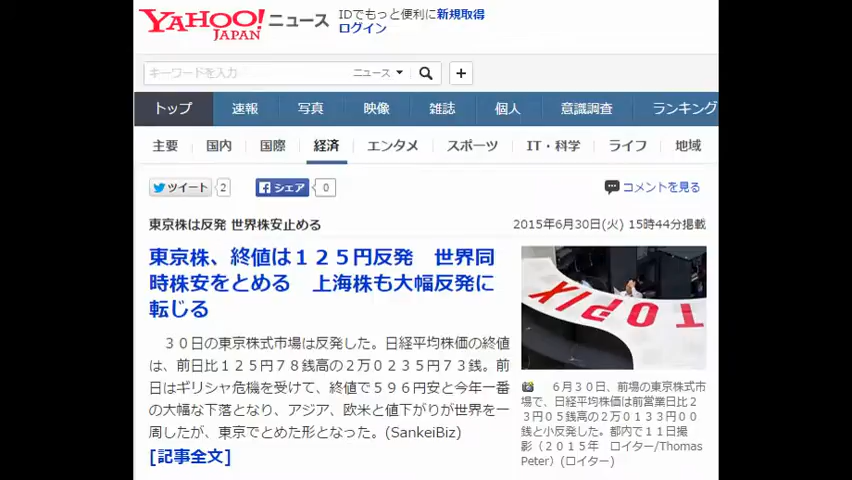 YAHOO! JAPAN ニュース
IDでもっと便利に新規取得
ログイン
キーワードを入力 ニュース
トップ 速報 写真 映像 雑誌 個人 意識調査 ランキング
主要 国内 国際 経済 エンタメ スポーツ IT・科学 ライフ 地域
ツイート 2 シェア 0 コメントを見る
東京株は反発 世界株安止める 2015年6月30日(火) 15時44分掲載
東京株、終値は１２５円反発　世界同
時株安をとめる　上海株も大幅反発に
転じる
３０日の東京株式市場は反発した。日経平均株価の終値
は、前日比１２５円７８銭高の２万０２３５円７３銭。前
日はギリシャ危機を受けて、終値で５９６円安と今年一番
の大幅な下落となり、アジア、欧米と値下がりが世界を一
周したが、東京でとめた形となった。(SankeiBiz)
[記事全文]
TOPIX
TOPIX
６月３０日、前場の東京株式市
場で、日経平均株価は前営業日比２
３円０５銭高の２万０１３３円００
銭と小反発した。都内で１１日撮
影（２０１５年　ロイター/Thomas
Peter）(ロイター)